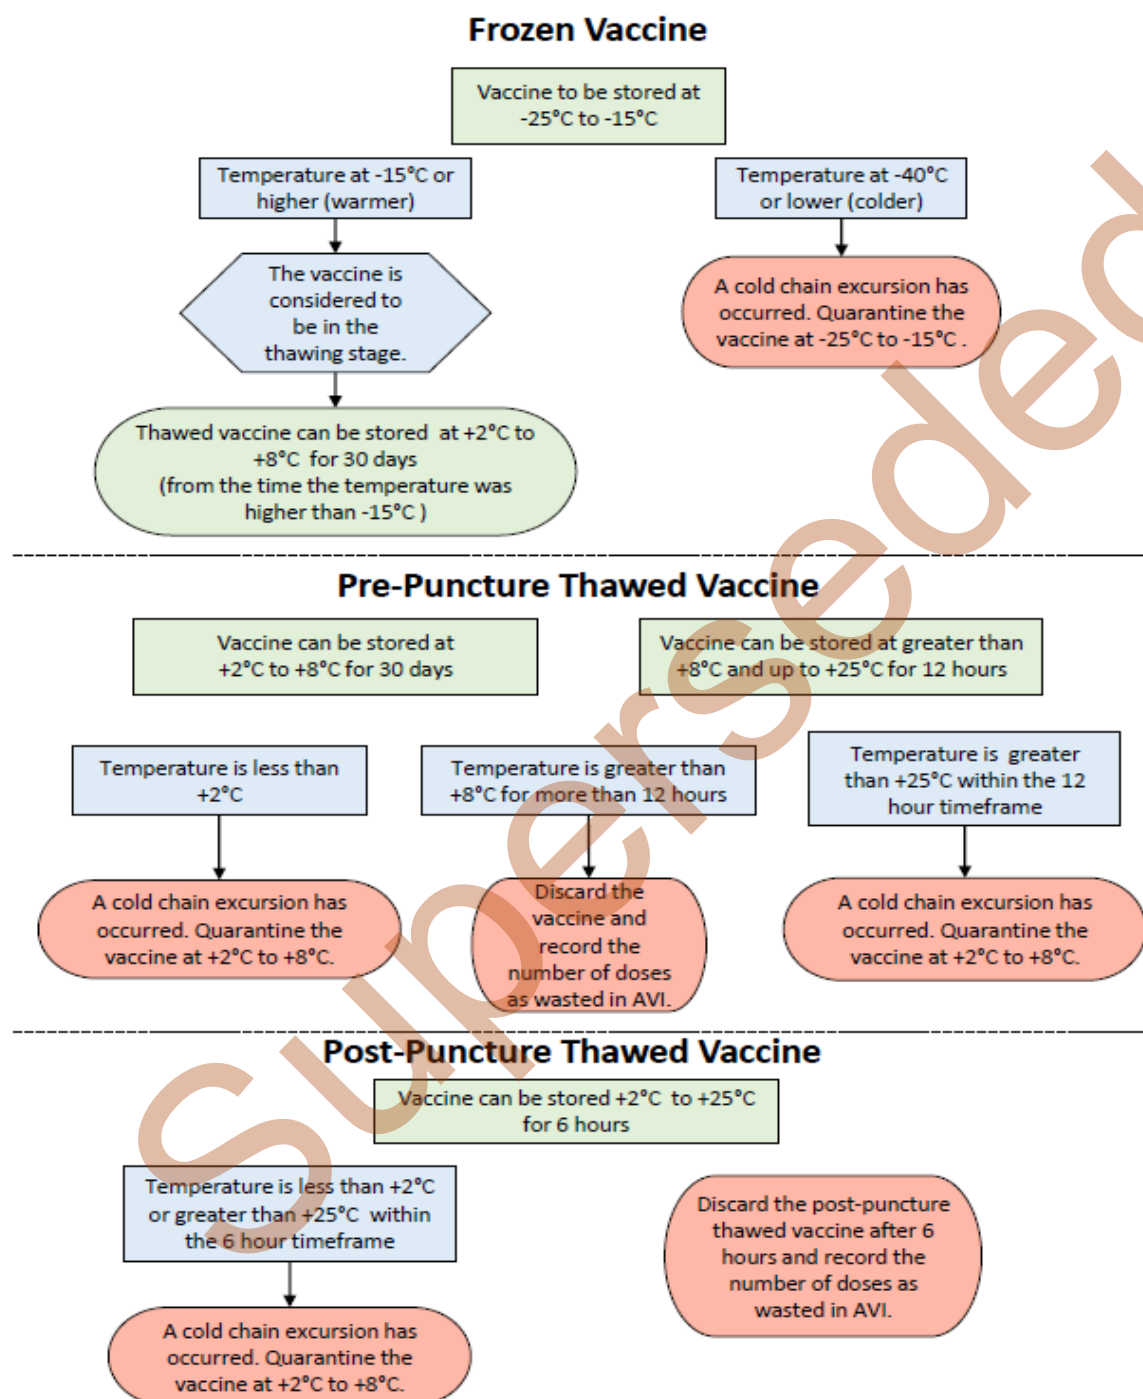 Frozen Vaccine
Vaccine to be stored at
-25°C to -15°C
Temperature at -15°C or
higher (warmer)
Temperature at -40°C
or lower (colder)
The vaccine is
considered to
be in the
thawing stage.
A cold chain excursion has
occurred. Quarantine the
vaccine at -25°C to -15°C .
Thawed vaccine can be stored at +2°C to
+8°C for 30 days
(from the time the temperature was
higher than -15°C )
Pre-Puncture Thawed Vaccine
Vaccine can be stored at
+2°C to +8°C for 30 days
Vaccine can be stored at greater than
+8°C and up to +25°C for 12 hours
Temperature is less than
+2°C
Temperature is greater than
+8°C for more than 12 hours
Temperature is greater
than +25°C within the 12
hour timeframe
A cold chain excursion has
occurred. Quarantine the
vaccine at +2°C to +8°C.
Discard the
vaccine and
record the
number of doses
as wasted in AVI.
A cold chain excursion has
occurred. Quarantine the
vaccine at +2°C to +8°C.
Post-Puncture Thawed Vaccine
Vaccine can be stored +2°C to +25°C
for 6 hours
Temperature is less than +2°C
or greater than +25°C within
the 6 hour timeframe
Discard the post-puncture
thawed vaccine after 6
hours and record the
number of doses as
wasted in AVI.
A cold chain excursion has
occurred. Quarantine the
vaccine at +2°C to +8°C.
Superseded